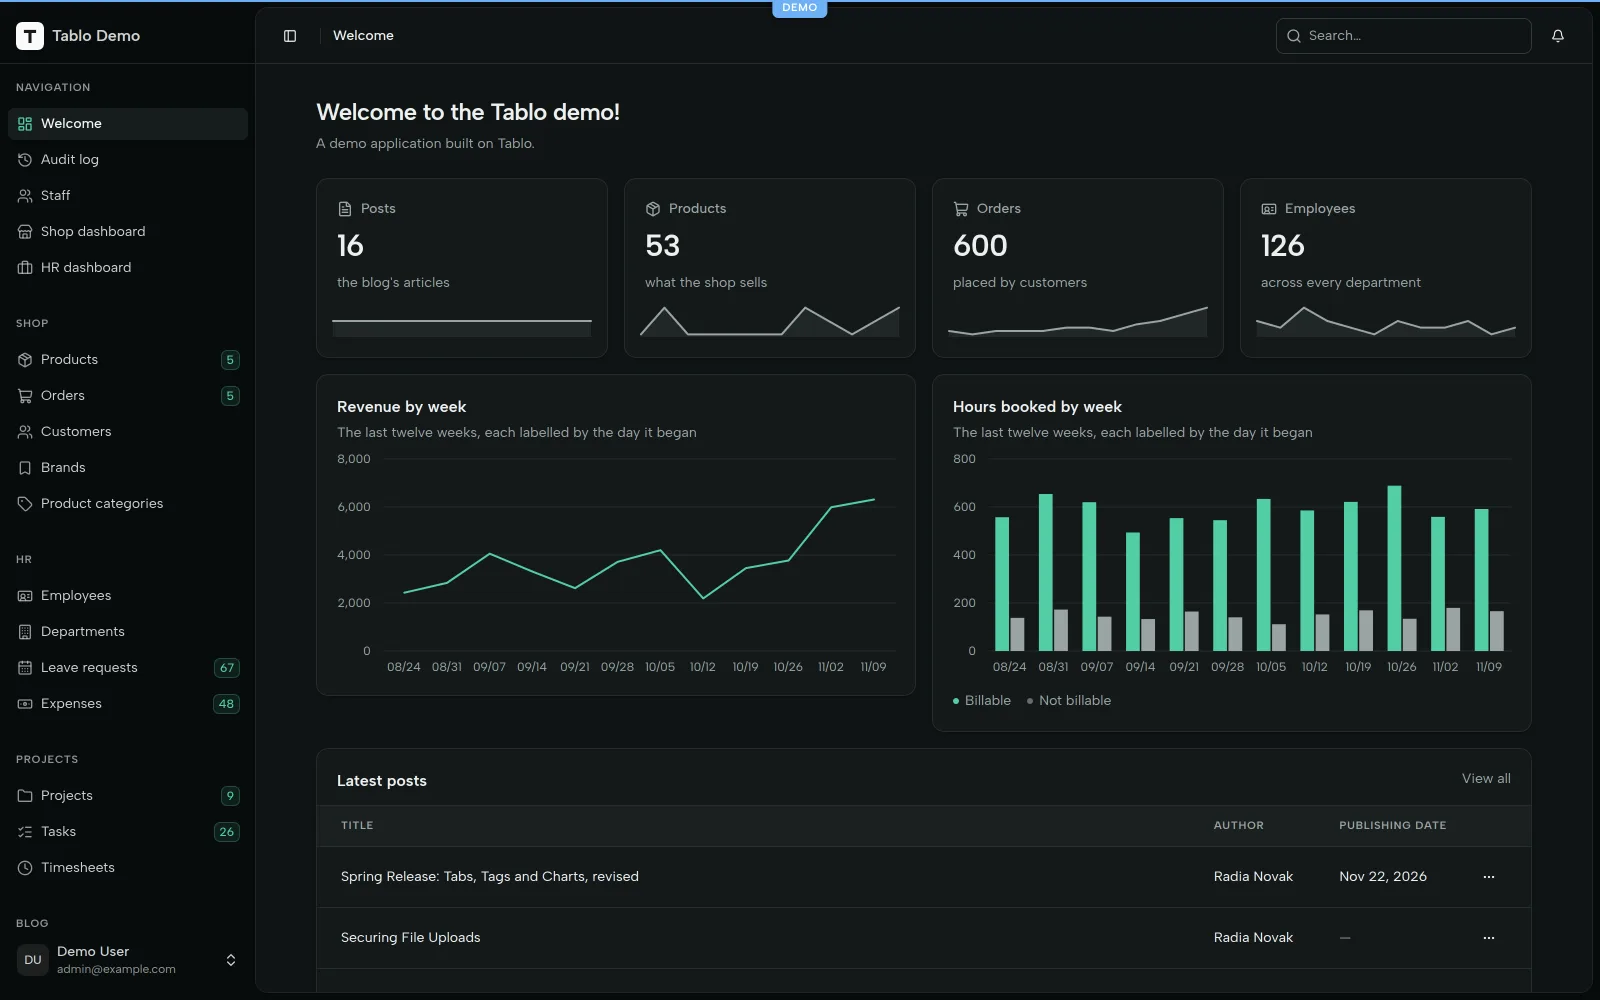 DEMO
T
Tablo Demo
Welcome
Search...
NAVIGATION
Welcome
Audit log
Staff
Shop dashboard
HR dashboard
SHOP
Products 5
Orders 5
Customers
Brands
Product categories
HR
Employees
Departments
Leave requests 67
Expenses 48
PROJECTS
Projects 9
Tasks 26
Timesheets
BLOG
DU
Demo User
admin@example.com
Welcome to the Tablo demo!
A demo application built on Tablo.
Posts
16
the blog's articles
Products
53
what the shop sells
Orders
600
placed by customers
Employees
126
across every department
Revenue by week
The last twelve weeks, each labelled by the day it began
8,000
6,000
4,000
2,000
0
08/24 08/31 09/07 09/14 09/21 09/28 10/05 10/12 10/19 10/26 11/02 11/09
Hours booked by week
The last twelve weeks, each labelled by the day it began
800
600
400
200
0
08/24 08/31 09/07 09/14 09/21 09/28 10/05 10/12 10/19 10/26 11/02 11/09
Billable Not billable
Latest posts View all
TITLE AUTHOR PUBLISHING DATE
Spring Release: Tabs, Tags and Charts, revised Radia Novak Nov 22, 2026
Securing File Uploads Radia Novak —